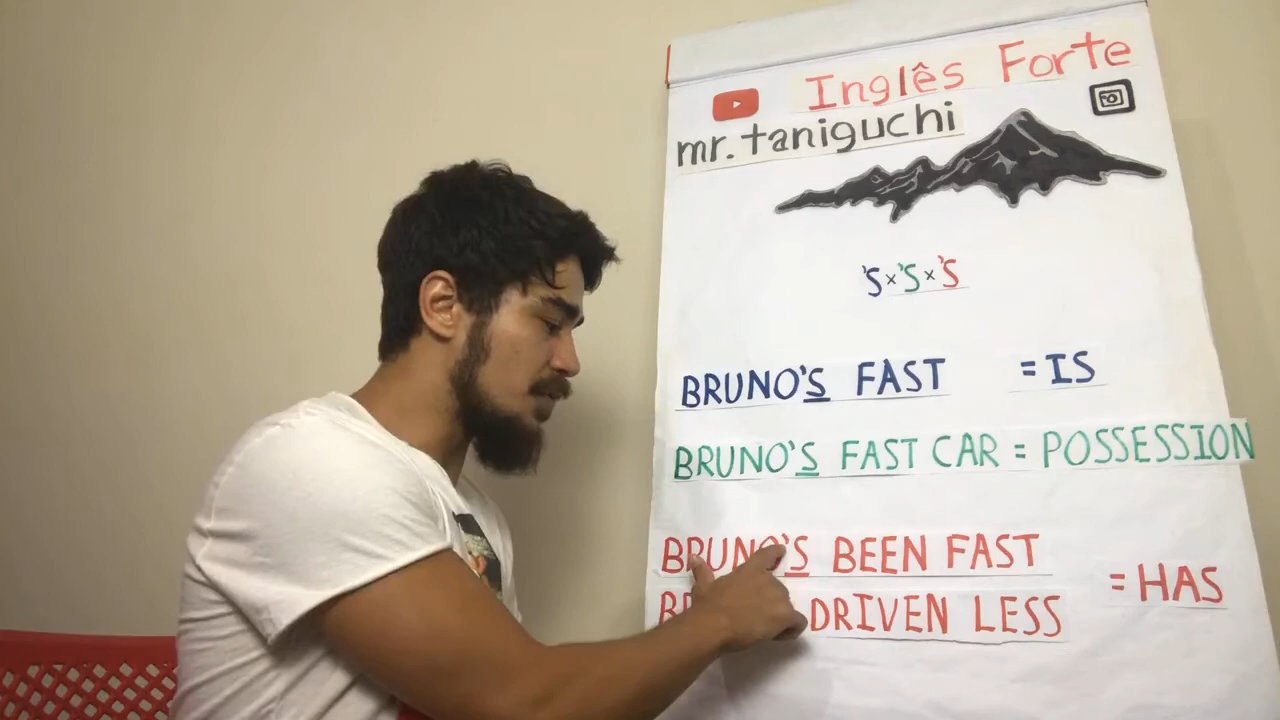 Inglês Forte
mr.taniguchi
'S × 'S × 'S
BRUNO'S FAST = IS
BRUNO'S FAST CAR = POSSESSION
BRUNO'S BEEN FAST
= HAS
DRIVEN LESS